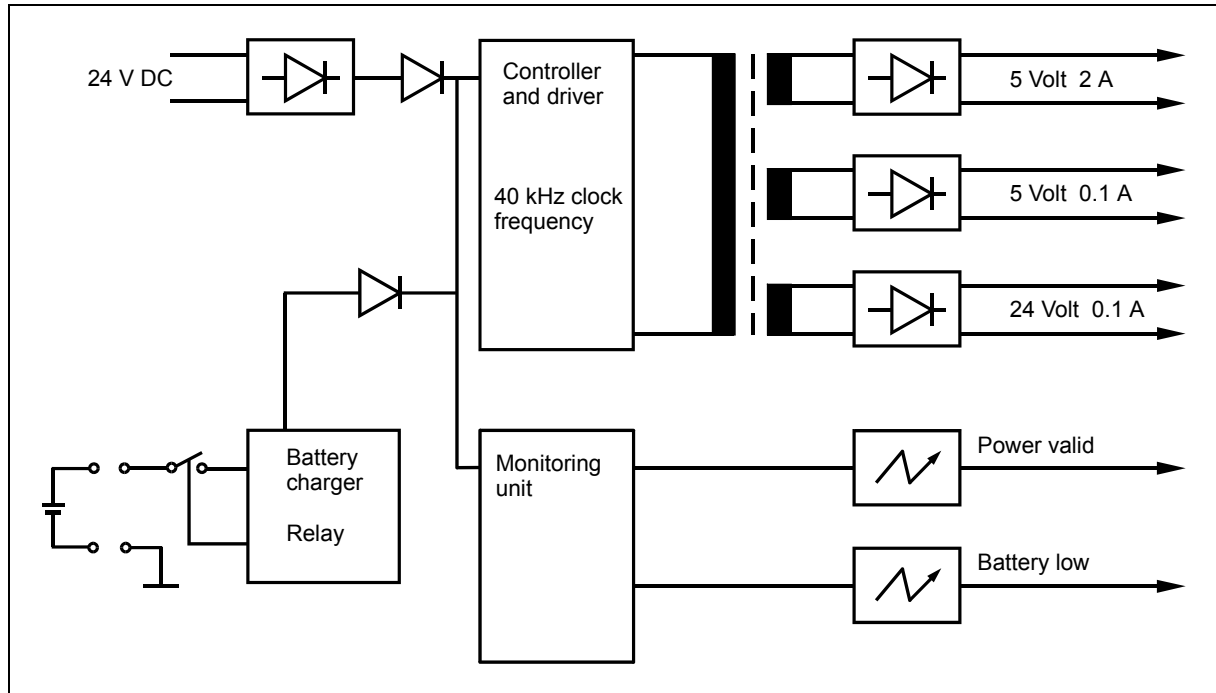 24 V DC
Controller
and driver
40 kHz clock
frequency
5 Volt 2 A
5 Volt 0.1 A
24 Volt 0.1 A
Battery
charger
Relay
Monitoring
unit
Power valid
Battery low